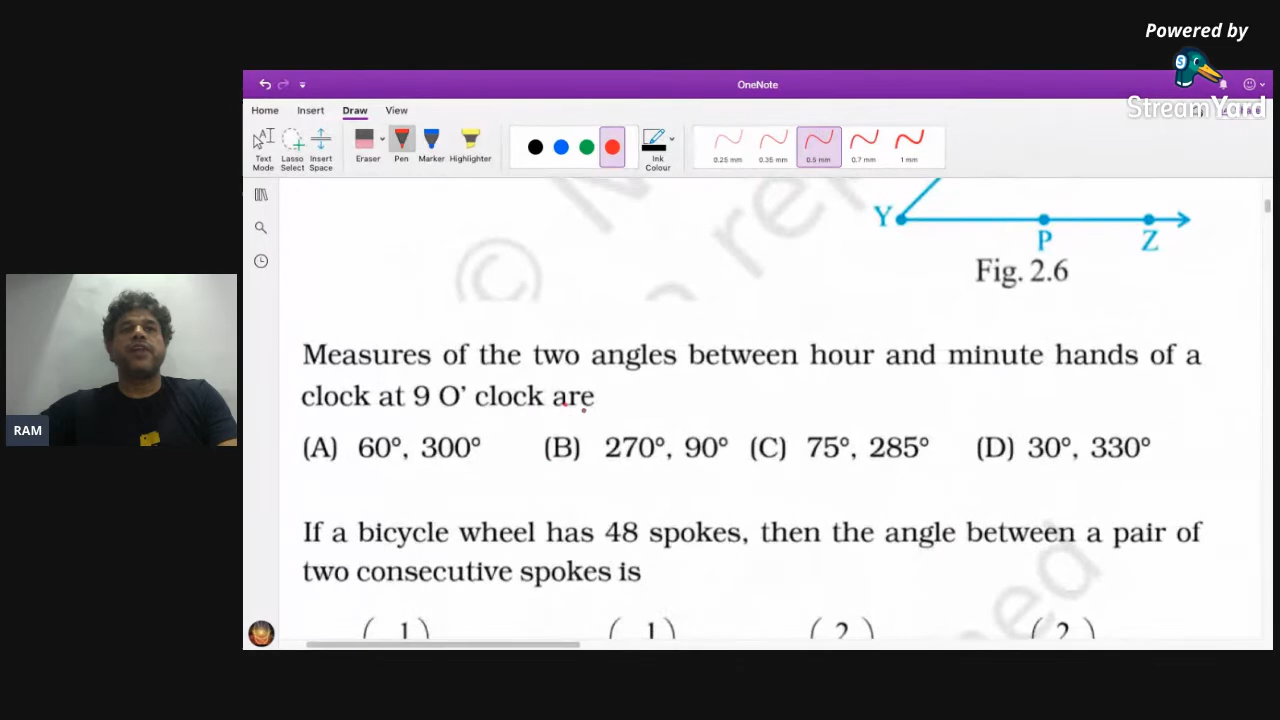 Powered by
StreamYard
OneNote
Home Insert Draw View
Text Mode
Lasso Select
Insert Space
Eraser
Pen
Marker
Highlighter
Ink Colour
0.25 mm
0.35 mm
0.5 mm
0.7 mm
1 mm
Y
P
Z
Fig. 2.6
Measures of the two angles between hour and minute hands of a
clock at 9 O' clock are
(A) 60°, 300° (B) 270°, 90° (C) 75°, 285° (D) 30°, 330°
If a bicycle wheel has 48 spokes, then the angle between a pair of
two consecutive spokes is
RAM